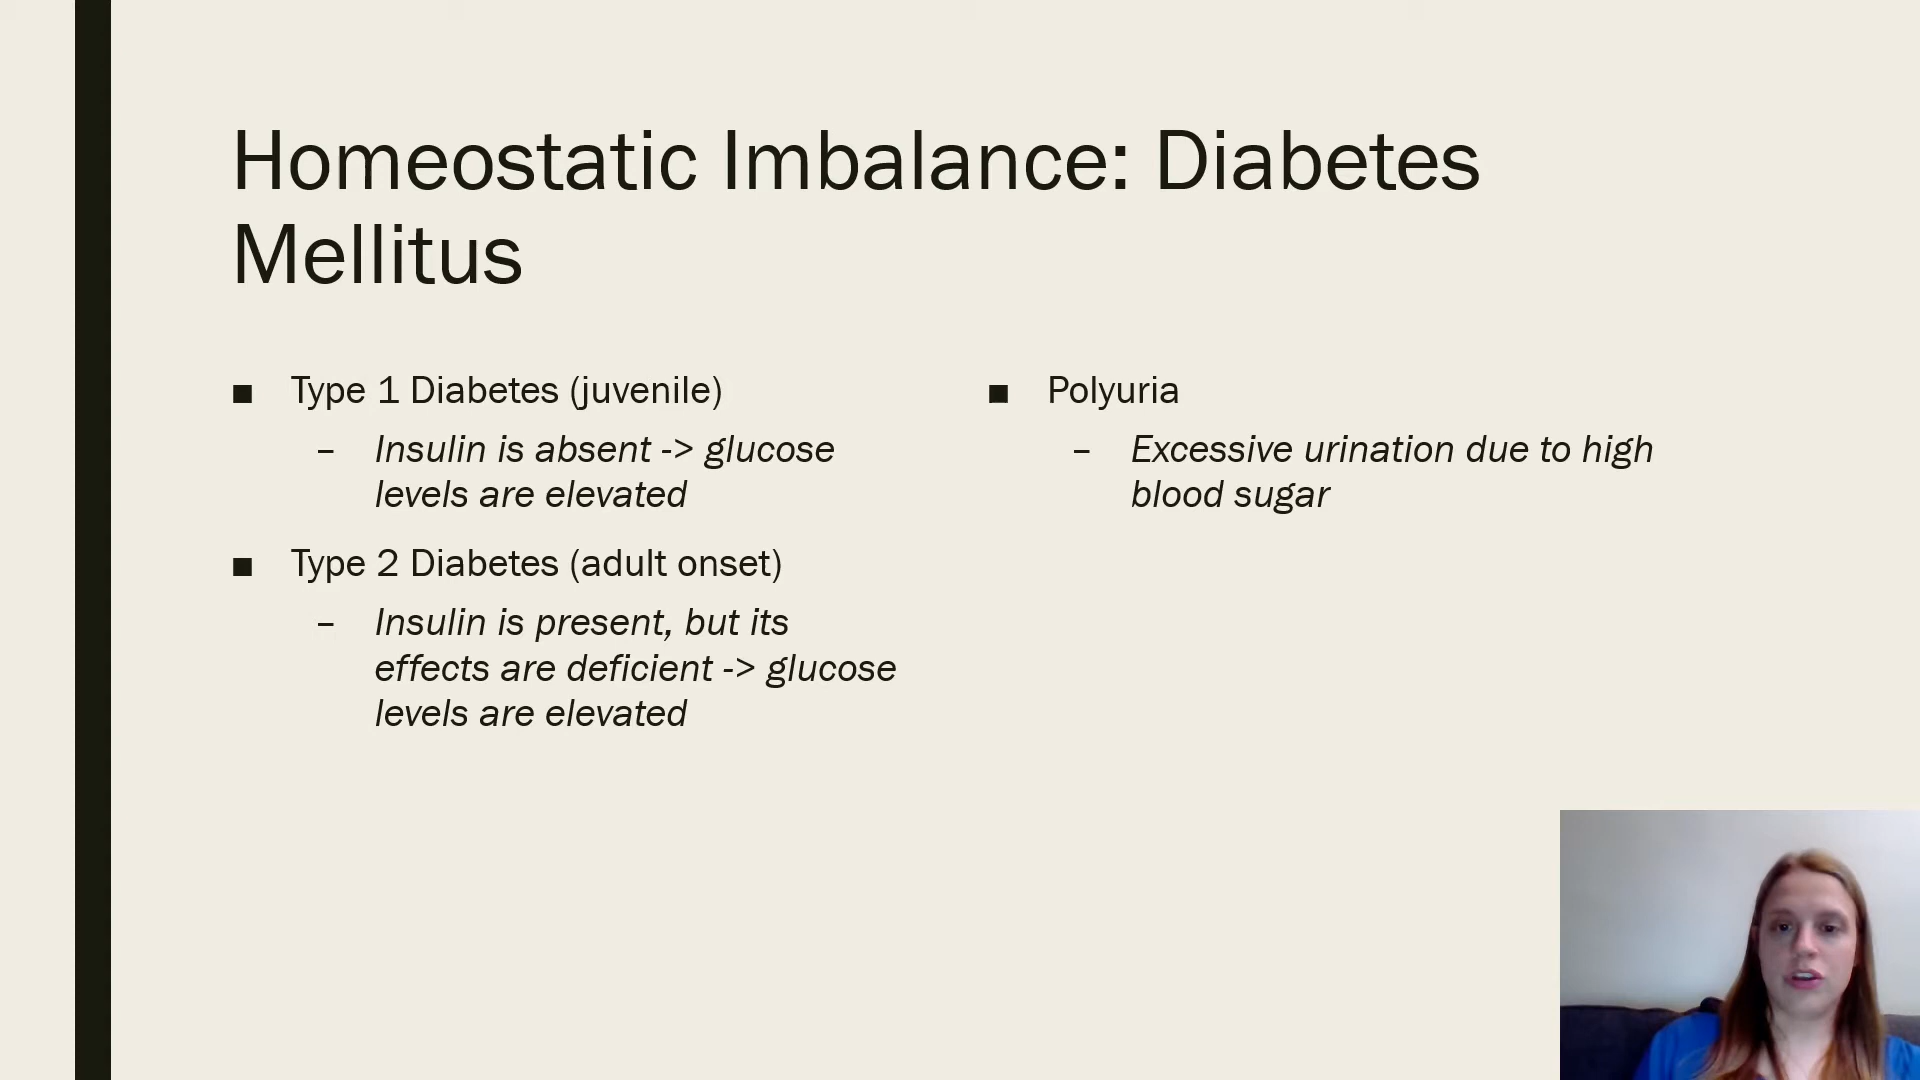 Homeostatic Imbalance: Diabetes
Mellitus
■ Type 1 Diabetes (juvenile)
– Insulin is absent -> glucose
levels are elevated
■ Type 2 Diabetes (adult onset)
– Insulin is present, but its
effects are deficient -> glucose
levels are elevated
■ Polyuria
– Excessive urination due to high
blood sugar